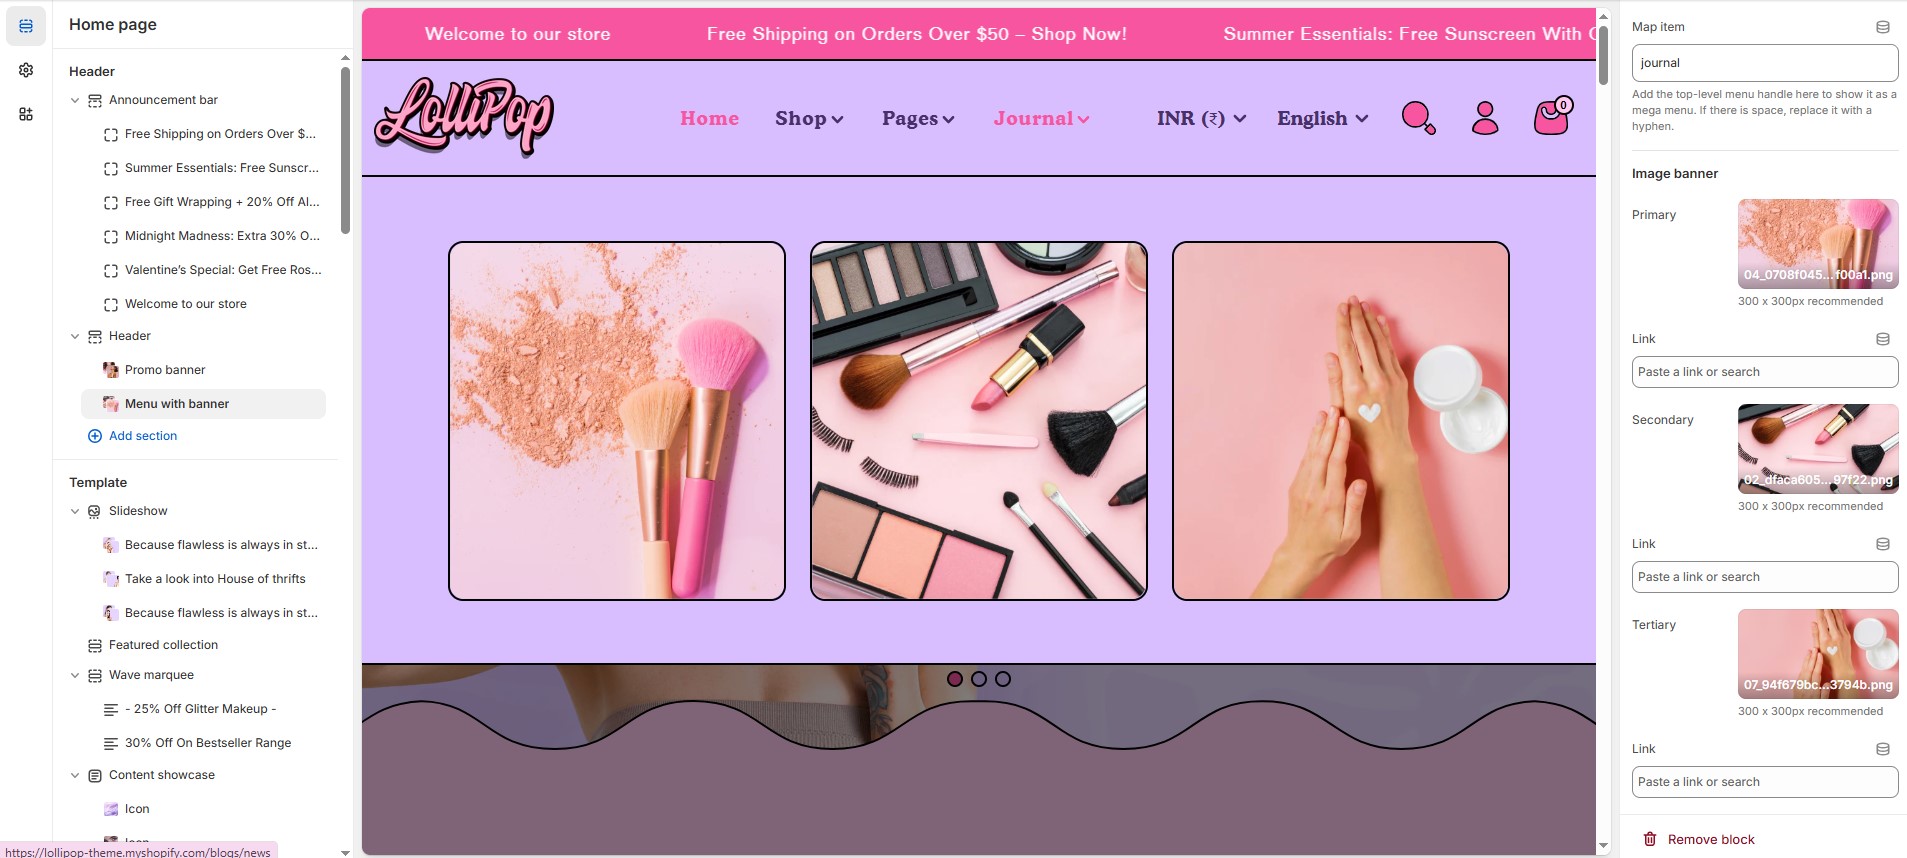 Home page
Header
Announcement bar
Free Shipping on Orders Over $...
Summer Essentials: Free Sunscr...
Free Gift Wrapping + 20% Off Al...
Midnight Madness: Extra 30% O...
Valentine's Special: Get Free Ros...
Welcome to our store
Header
Promo banner
Menu with banner
Add section
Template
Slideshow
Because flawless is always in st...
Take a look into House of thrifts
Because flawless is always in st...
Featured collection
Wave marquee
- 25% Off Glitter Makeup -
30% Off On Bestseller Range
Content showcase
Icon
Icon
https://lollipop-theme.myshopify.com/blogs/news
Welcome to our store
Free Shipping on Orders Over $50 – Shop Now!
Summer Essentials: Free Sunscreen With
LolliPop
Home
Shop
Pages
Journal
INR (₹)
English
0
Map item
journal
Add the top-level menu handle here to show it as a
mega menu. If there is space, replace it with a
hyphen.
Image banner
Primary
04_0708f045...f00a1.png
300 x 300px recommended
Link
Paste a link or search
Secondary
02_dfaca605...97f22.png
300 x 300px recommended
Link
Paste a link or search
Tertiary
07_94f679bc...3794b.png
300 x 300px recommended
Link
Paste a link or search
Remove block